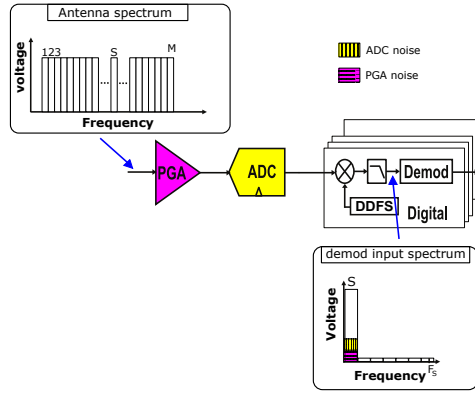 Antenna spectrum
123
S
M
...
...
voltage
Frequency
ADC noise
PGA noise
PGA
ADC
Demod
DDFS
Digital
demod input spectrum
S
Voltage
Fs
Frequency